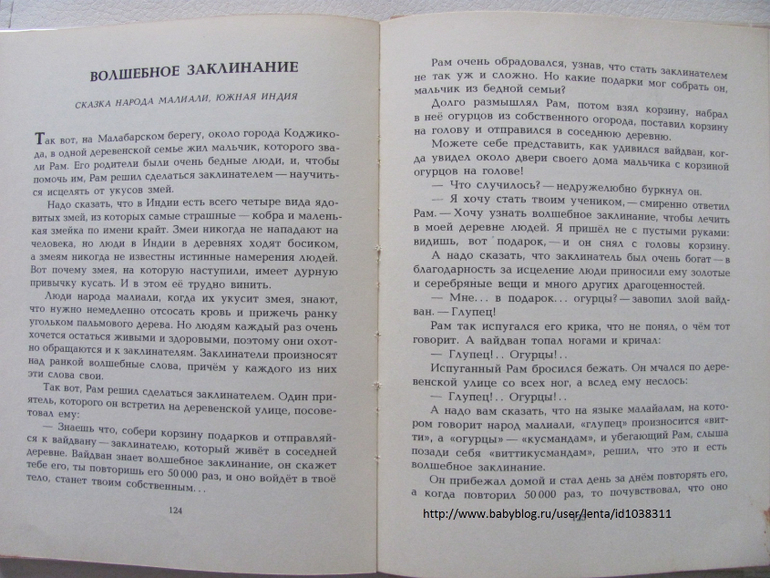 ВОЛШЕБНОЕ ЗАКЛИНАНИЕ
СКАЗКА НАРОДА МАЛИАЛИ, ЮЖНАЯ ИНДИЯ
Так вот, на Малабарском берегу, около города Коджико-
да, в одной деревенской семье жил мальчик, которого зва-
ли Рам. Его родители были очень бедные люди, и, чтобы
помочь им, Рам решил сделаться заклинателем — научить-
ся исцелять от укусов змей.
Надо сказать, что в Индии есть всего четыре вида ядо-
витых змей, из которых самые страшные — кобра и малень-
кая змейка по имени крайт. Змеи никогда не нападают на
человека, но люди в Индии в деревнях ходят босиком,
а змеям никогда не известны истинные намерения людей.
Вот почему змея, на которую наступили, имеет дурную
привычку кусать. И в этом её трудно винить.
Люди народа малиали, когда их укусит змея, знают,
что нужно немедленно отсосать кровь и прижечь ранку
угольком пальмового дерева. Но людям каждый раз очень
хочется остаться живыми и здоровыми, поэтому они охот-
но обращаются и к заклинателям. Заклинатели произносят
над ранкой волшебные слова, причём у каждого из них
эти слова свои.
Так вот, Рам решил сделаться заклинателем. Один при-
ятель, которого он встретил на деревенской улице, посове-
товал ему:
— Знаешь что, собери корзину подарков и отправляй-
ся к вайдвану — заклинателю, который живёт в соседней
деревне. Вайдван знает волшебное заклинание, он скажет
тебе его, ты повторишь его 50 000 раз, и оно войдёт в твоё
тело, станет твоим собственным...
124
Рам очень обрадовался, узнав, что стать заклинателем
не так уж и сложно. Но какие подарки мог собрать он,
мальчик из бедной семьи?
Долго размышлял Рам, потом взял корзину, набрал
в неё огурцов из собственного огорода, поставил корзину
на голову и отправился в соседнюю деревню.
Можете себе представить, как удивился вайдван, ког-
да увидел около двери своего дома мальчика с корзиной
огурцов на голове!
— Что случилось? — недружелюбно буркнул он.
— Я хочу стать твоим учеником, — смиренно ответил
Рам. — Хочу узнать волшебное заклинание, чтобы лечить
в моей деревне людей. Я пришёл не с пустыми руками:
видишь, вот подарок, — и он снял с головы корзину.
А надо сказать, что заклинатель был очень богат — в
благодарность за исцеление люди приносили ему золотые
и серебряные вещи и много других драгоценностей.
— Мне... в подарок... огурцы? — завопил злой вайд-
ван. — Глупец!
Рам так испугался его крика, что не понял, о чём тот
говорит. А вайдван топал ногами и кричал:
— Глупец!.. Огурцы!..
Испуганный Рам бросился бежать. Он мчался по дере-
венской улице со всех ног, а вслед ему неслось:
— Глупец!.. Огурцы!..
А надо вам сказать, что на языке малайалам, на кото-
ром говорит народ малиали, «глупец» произносится «вит-
ти», а «огурцы» — «кусмандам», и убегающий Рам, слыша
позади себя «виттикусмандам», решил, что это и есть
волшебное заклинание.
Он прибежал домой и стал день за днём повторять его,
а когда повторил 50 000 раз, то почувствовал, что оно
http://www.babyblog.ru/user/lenta/id1038311